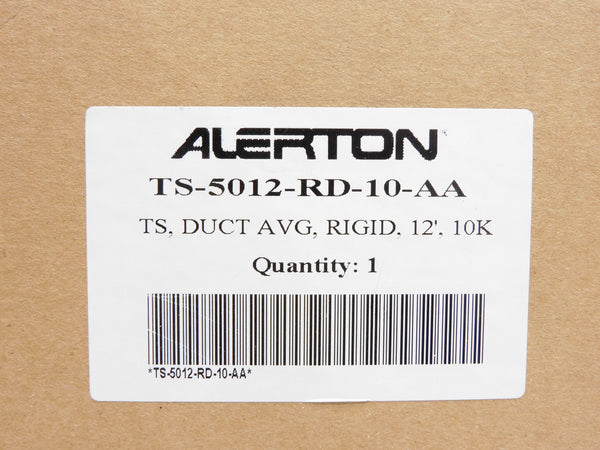 ALERTON
TS-5012-RD-10-AA
TS, DUCT AVG, RIGID, 12', 10K
Quantity: 1
*TS-5012-RD-10-AA*